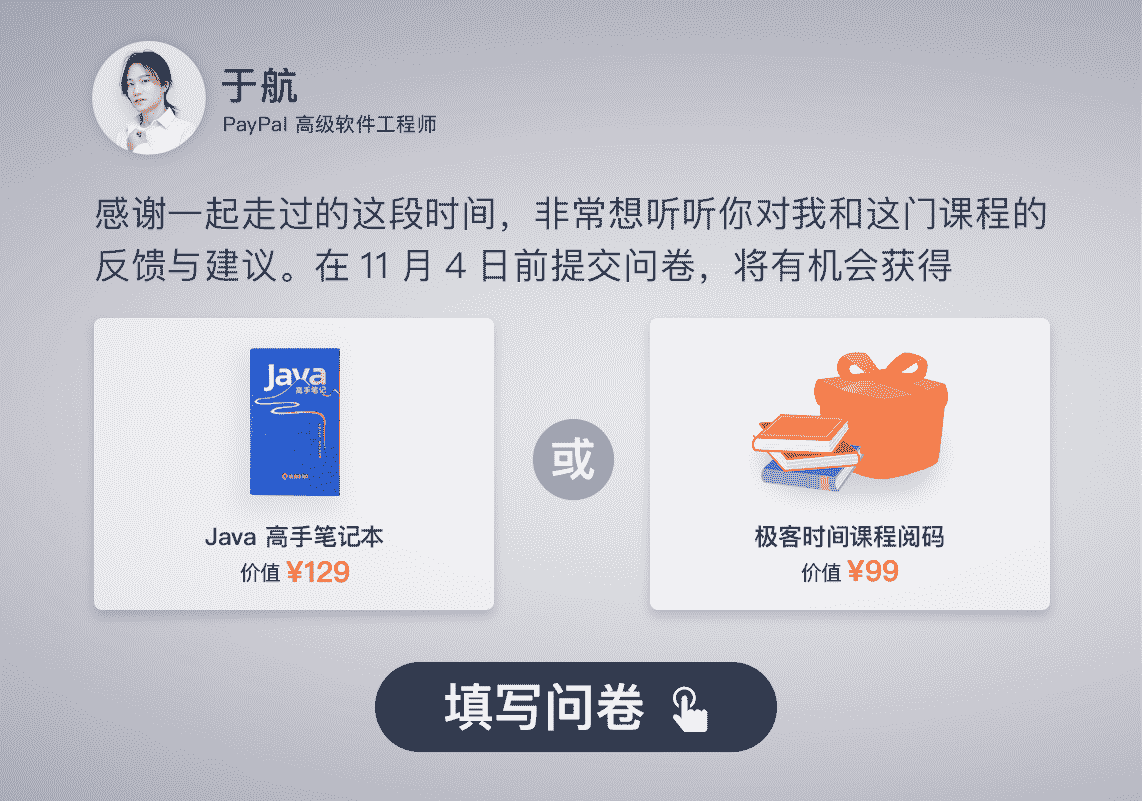 于航
PayPal 高级软件工程师
感谢一起走过的这段时间，非常想听听你对我和这门课程的
反馈与建议。在 11 月 4 日前提交问卷，将有机会获得
Java
高手笔记
或
Java 高手笔记本
价值 ¥129
极客时间课程阅码
价值 ¥99
填写问卷